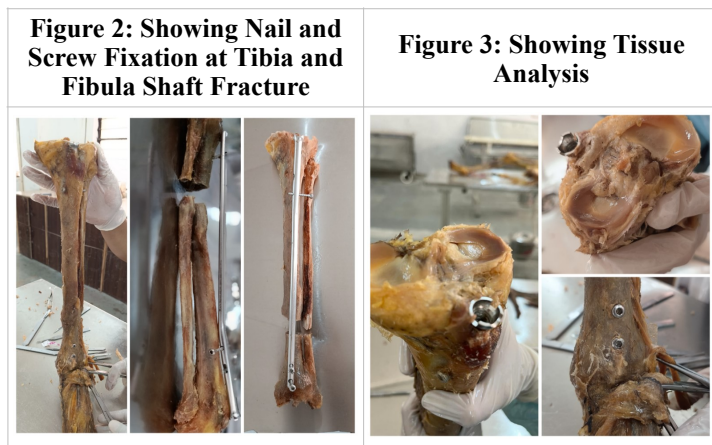 Figure 2: Showing Nail and
Screw Fixation at Tibia and
Fibula Shaft Fracture
Figure 3: Showing Tissue
Analysis